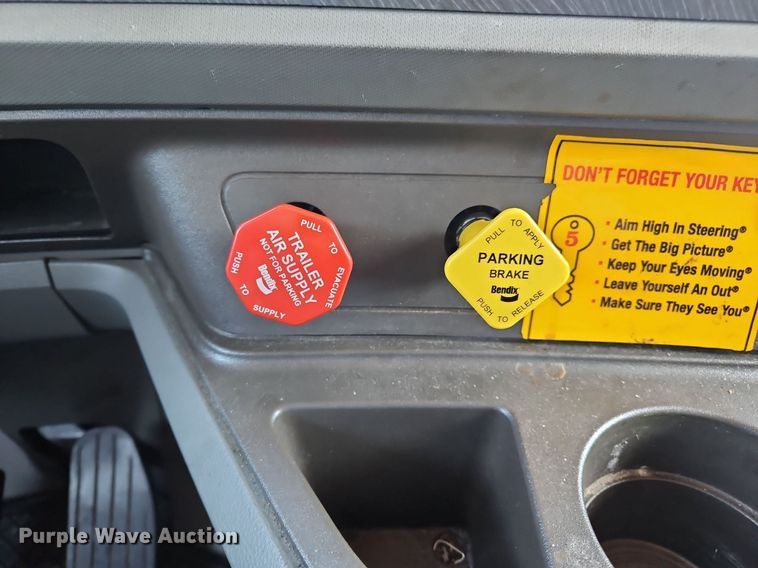 PULL TO EVACUATE
TRAILER
AIR SUPPLY
NOT FOR PARKING
Bendix
PUSH TO SUPPLY
PULL TO APPLY
PARKING
BRAKE
Bendix
PUSH TO RELEASE
DON'T FORGET YOUR KEY
5
• Aim High In Steering®
• Get The Big Picture®
• Keep Your Eyes Moving®
• Leave Yourself An Out®
• Make Sure They See You®
Purple Wave Auction